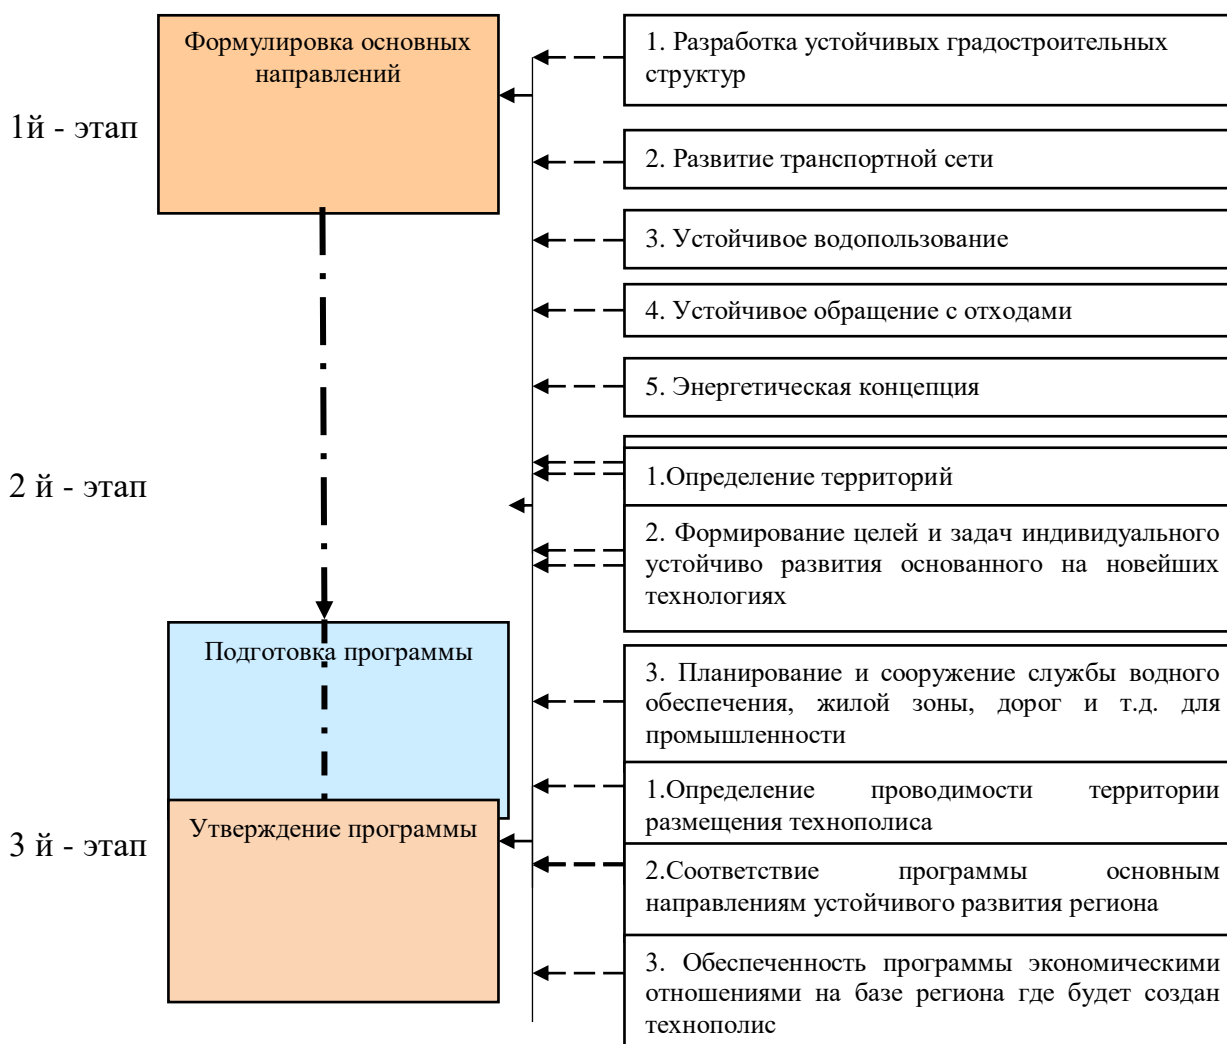 Формулировка основных
направлений
1й - этап
1. Разработка устойчивых градостроительных
структур
2. Развитие транспортной сети
3. Устойчивое водопользование
4. Устойчивое обращение с отходами
5. Энергетическая концепция
2 й - этап
1.Определение территорий
2. Формирование целей и задач индивидуального
устойчиво развития основанного на новейших
технологиях
Подготовка программы
3. Планирование и сооружение службы водного
обеспечения, жилой зоны, дорог и т.д. для
промышленности
3 й - этап
Утверждение программы
1.Определение проводимости территории
размещения технополиса
2.Соответствие программы основным
направлениям устойчивого развития региона
3. Обеспеченность программы экономическими
отношениями на базе региона где будет создан
технополис